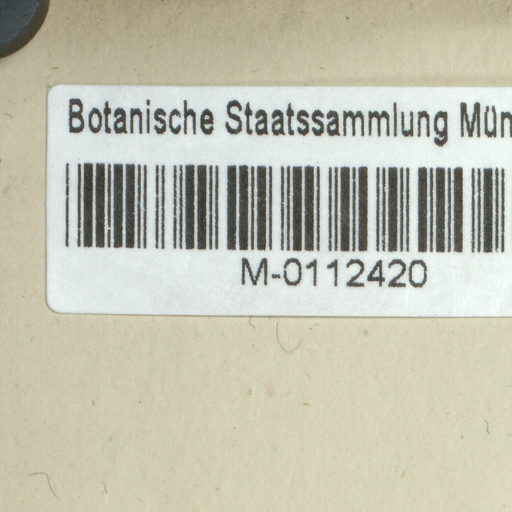 Botanische Staatssammlung Mün
M-0112420